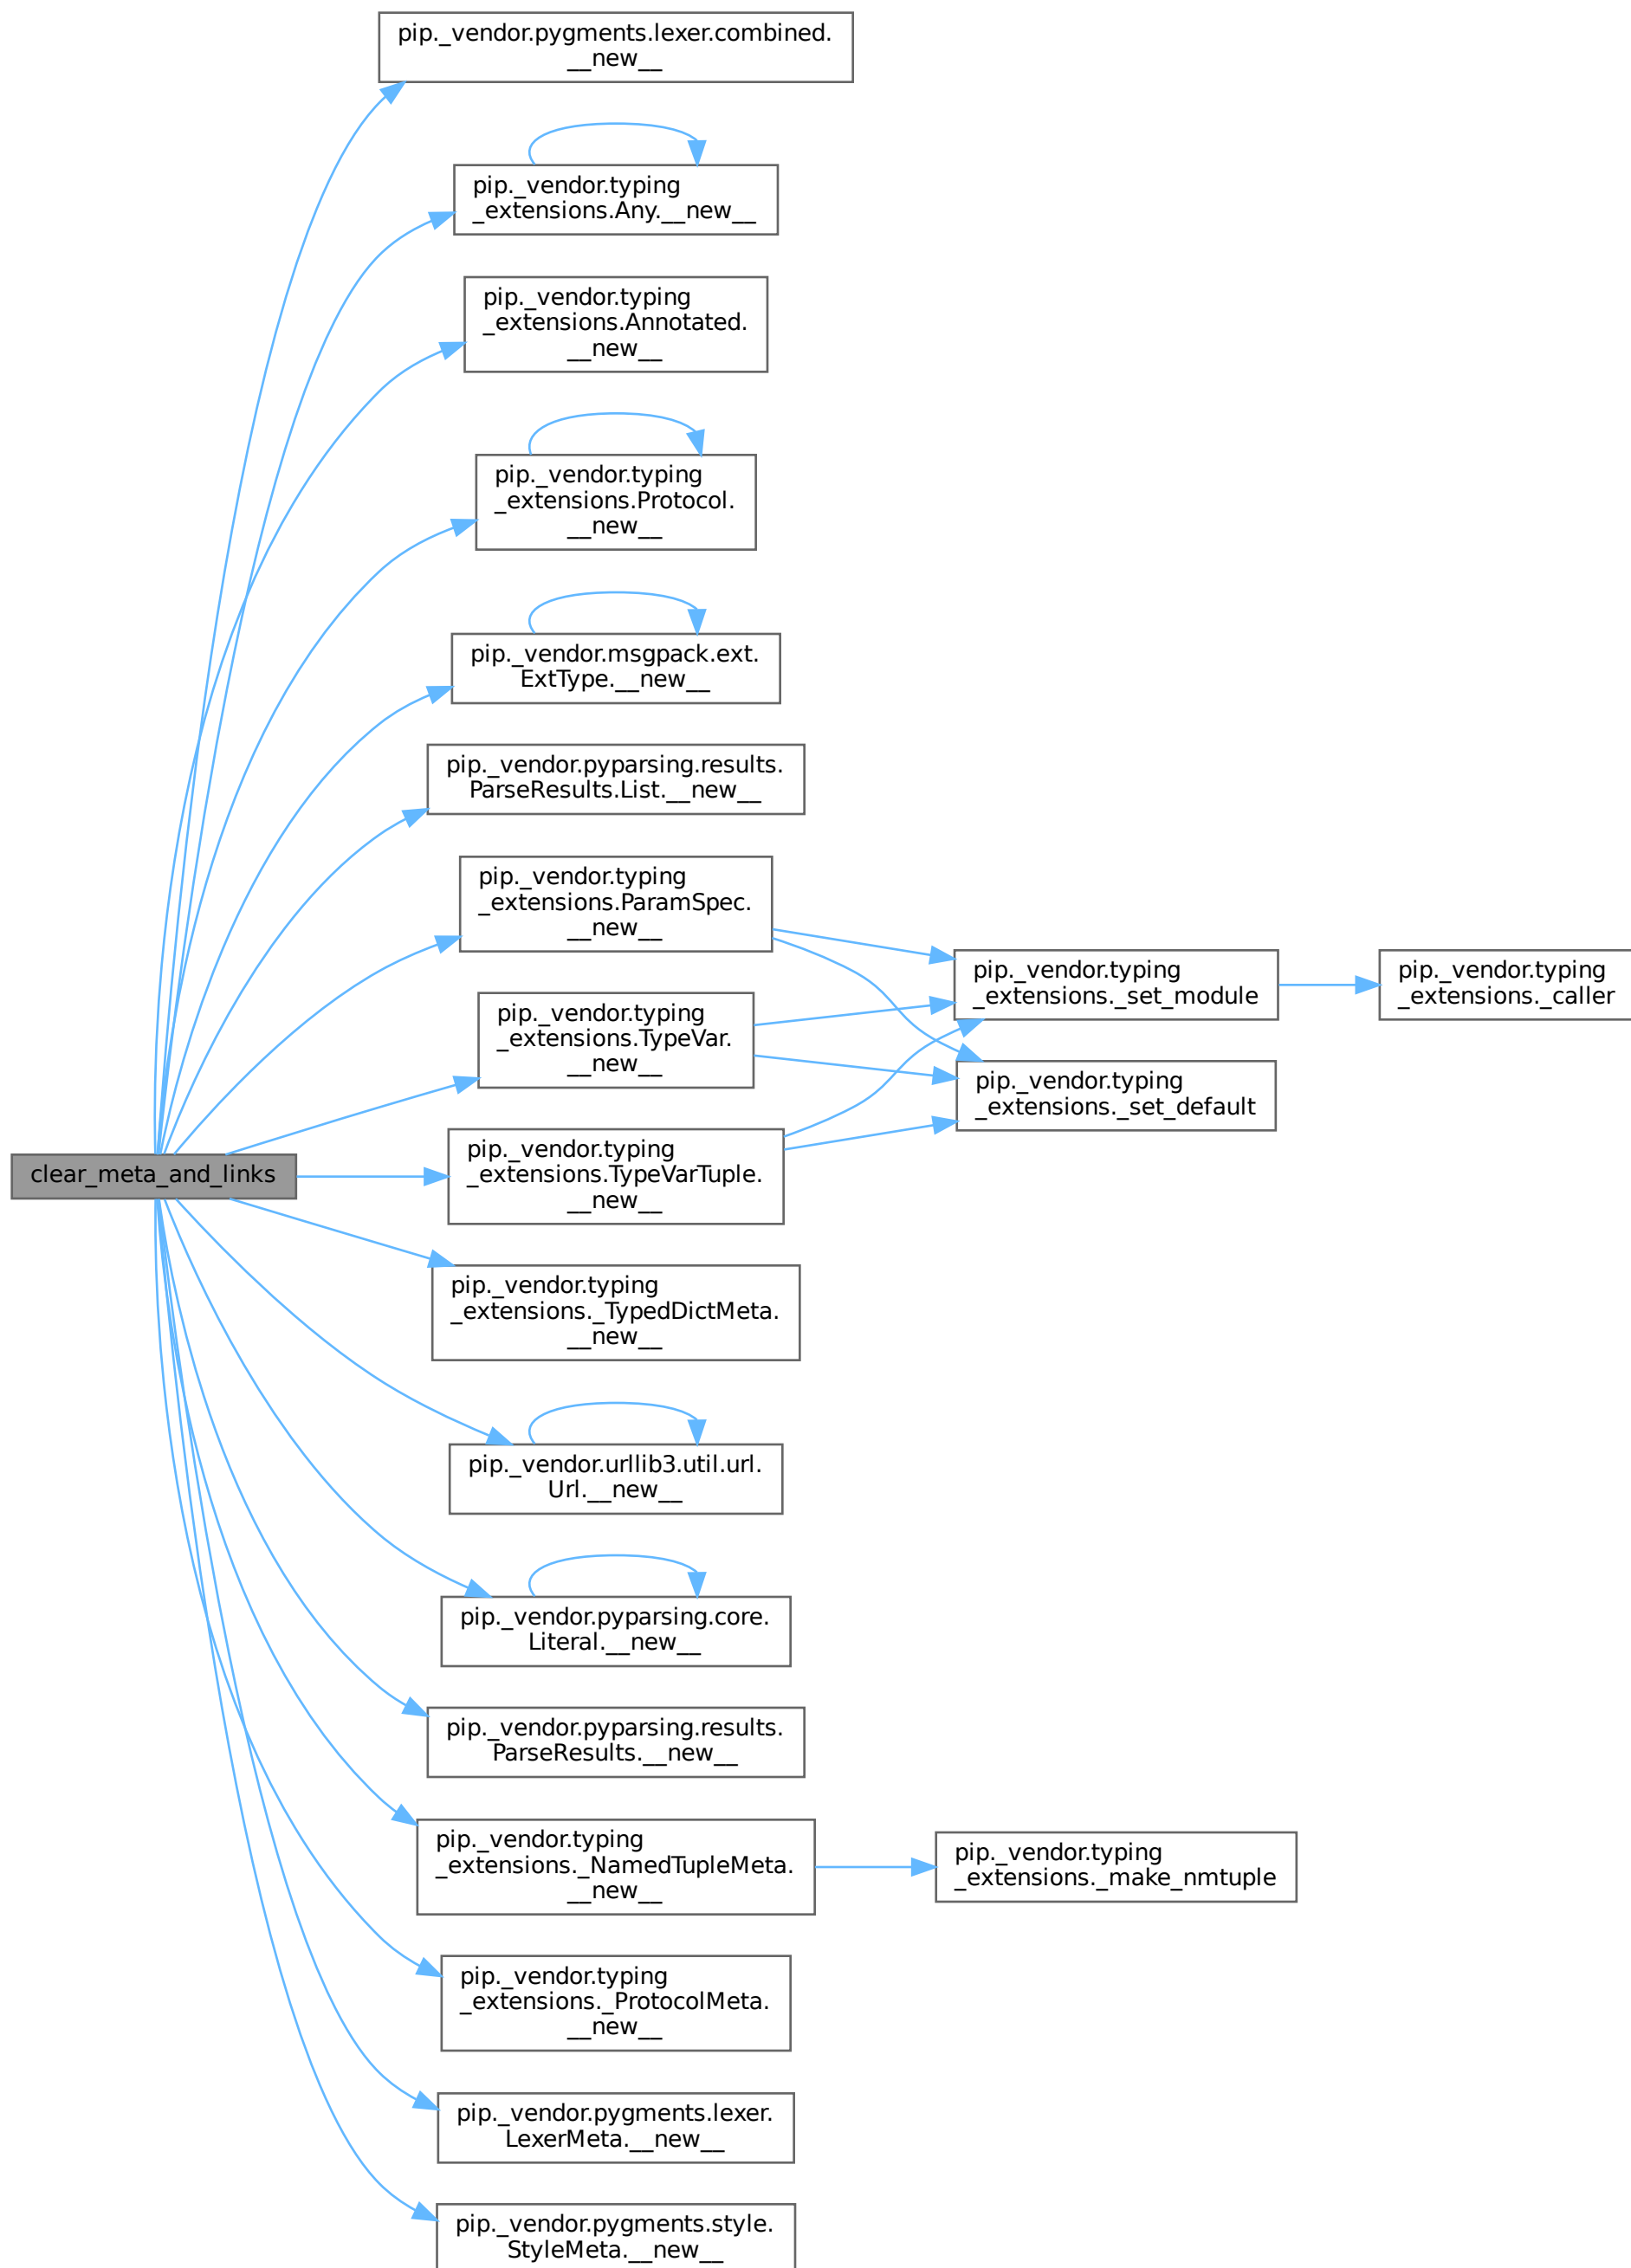 pip._vendor.pygments.lexer.combined.
__new__
pip._vendor.typing
_extensions.Any.__new__
pip._vendor.typing
_extensions.Annotated.
__new__
pip._vendor.typing
_extensions.Protocol.
__new__
pip._vendor.msgpack.ext.
ExtType.__new__
pip._vendor.pyparsing.results.
ParseResults.List.__new__
pip._vendor.typing
_extensions.ParamSpec.
__new__
pip._vendor.typing
_extensions._set_module
pip._vendor.typing
_extensions._caller
pip._vendor.typing
_extensions.TypeVar.
__new__
pip._vendor.typing
_extensions._set_default
clear_meta_and_links
pip._vendor.typing
_extensions.TypeVarTuple.
__new__
pip._vendor.typing
_extensions._TypedDictMeta.
__new__
pip._vendor.urllib3.util.url.
Url.__new__
pip._vendor.pyparsing.core.
Literal.__new__
pip._vendor.pyparsing.results.
ParseResults.__new__
pip._vendor.typing
_extensions._NamedTupleMeta.
__new__
pip._vendor.typing
_extensions._make_nmtuple
pip._vendor.typing
_extensions._ProtocolMeta.
__new__
pip._vendor.pygments.lexer.
LexerMeta.__new__
pip._vendor.pygments.style.
StyleMeta.__new__